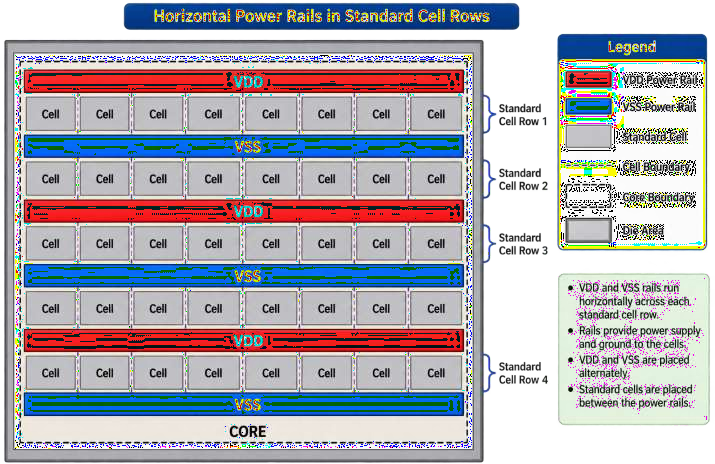 Horizontal Power Rails in Standard Cell Rows
VDD
Cell Cell Cell Cell Cell Cell Cell Cell
Standard
Cell Row 1
VSS
Cell Cell Cell Cell Cell Cell Cell Cell
Standard
Cell Row 2
VDD
Cell Cell Cell Cell Cell Cell Cell Cell
Standard
Cell Row 3
VSS
Cell Cell Cell Cell Cell Cell Cell Cell
VDD
Cell Cell Cell Cell Cell Cell Cell Cell
Standard
Cell Row 4
VSS
CORE
Legend
VDD Power Rail
VSS Power Rail
Standard Cell
Cell Boundary
Core Boundary
Die Area
• VDD and VSS rails run
horizontally across each
standard cell row.
• Rails provide power supply
and ground to the cells.
• VDD and VSS are placed
alternately.
• Standard cells are placed
between the power rails.